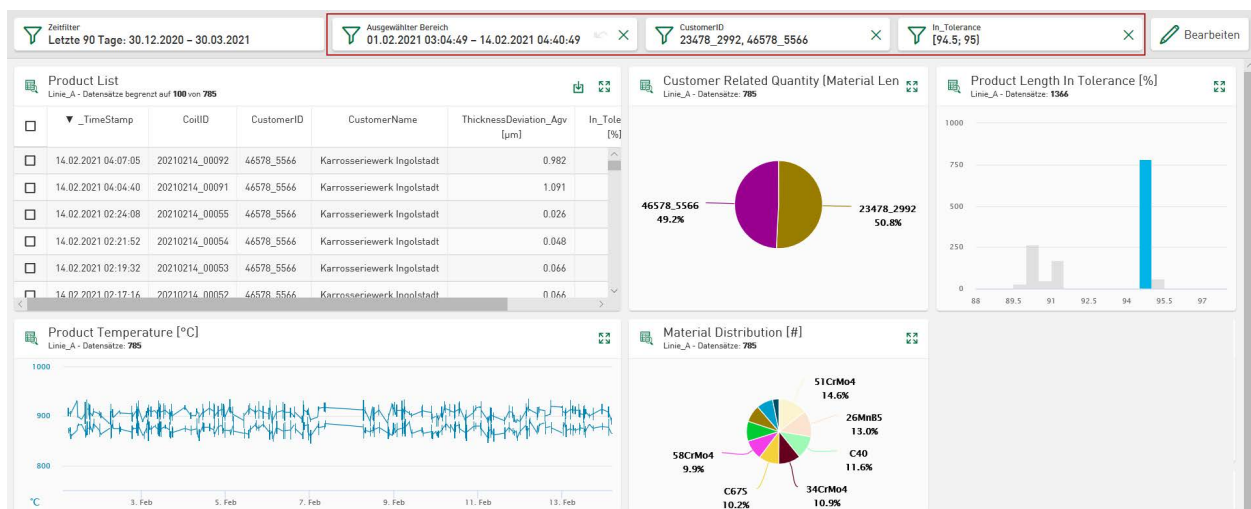 Zeitfilter
Letzte 90 Tage: 30.12.2020 – 30.03.2021
Ausgewählter Bereich
01.02.2021 03:04:49 – 14.02.2021 04:40:49
CustomerID
23478_2992, 46578_5566
In_Tolerance
[94.5; 95)
Bearbeiten
Product List
Linie_A - Datensätze begrenzt auf 100 von 785
▼ _TimeStamp CoilID CustomerID CustomerName ThicknessDeviation_Agv In_Tole
[µm] [%]
14.02.2021 04:07:05 20210214_00092 46578_5566 Karrosseriewerk Ingolstadt 0.982
14.02.2021 04:04:40 20210214_00091 46578_5566 Karrosseriewerk Ingolstadt 1.091
14.02.2021 02:24:08 20210214_00055 46578_5566 Karrosseriewerk Ingolstadt 0.026
14.02.2021 02:21:52 20210214_00054 46578_5566 Karrosseriewerk Ingolstadt 0.048
14.02.2021 02:19:32 20210214_00053 46578_5566 Karrosseriewerk Ingolstadt 0.066
14.02.2021 02:17:16 20210214_00052 46578_5566 Karrosseriewerk Ingolstadt 0.066
Customer Related Quantity (Material Len
Linie_A - Datensätze: 785
46578_5566
49.2%
23478_2992
50.8%
Product Length In Tolerance [%]
Linie_A - Datensätze: 1366
1000
750
500
250
0
88 89.5 91 92.5 94 95.5 97
Product Temperature [°C]
Linie_A - Datensätze: 785
1000
900
800
°C
3. Feb 5. Feb 7. Feb 9. Feb 11. Feb 13. Feb
Material Distribution [#]
Linie_A - Datensätze: 785
51CrMo4
14.6%
26MnB5
13.0%
C40
11.6%
34CrMo4
10.9%
C67S
10.2%
58CrMo4
9.9%